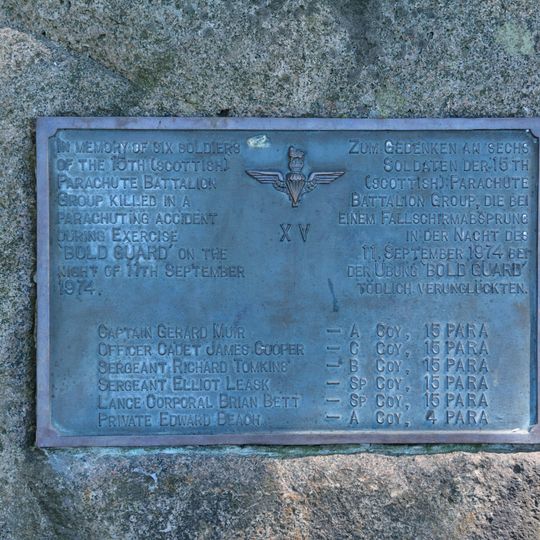 IN MEMORY OF SIX SOLDIERS
OF THE 15TH (SCOTTISH)
PARACHUTE BATTALION
GROUP KILLED IN A
PARACHUTING ACCIDENT
DURING EXERCISE
"BOLD GUARD" ON THE
NIGHT OF 11TH SEPTEMBER
1974.
XV
ZUM GEDENKEN AN SECHS
SOLDATEN DER 15TH
(SCOTTISH) PARACHUTE
BATTALION GROUP, DIE BEI
EINEM FALLSCHIRMABSPRUNG
IN DER NACHT DES
11. SEPTEMBER 1974 BEI
DER ÜBUNG "BOLD GUARD"
TÖDLICH VERUNGLÜCKTEN.
CAPTAIN GERARD MUIR – A COY, 15 PARA
OFFICER CADET JAMES COOPER – C COY, 15 PARA
SERGEANT RICHARD TOMKINS – B COY, 15 PARA
SERGEANT ELLIOT LEASK – SP COY, 15 PARA
LANCE CORPORAL BRIAN BETT – SP COY, 15 PARA
PRIVATE EDWARD BEACH – A COY, 4 PARA